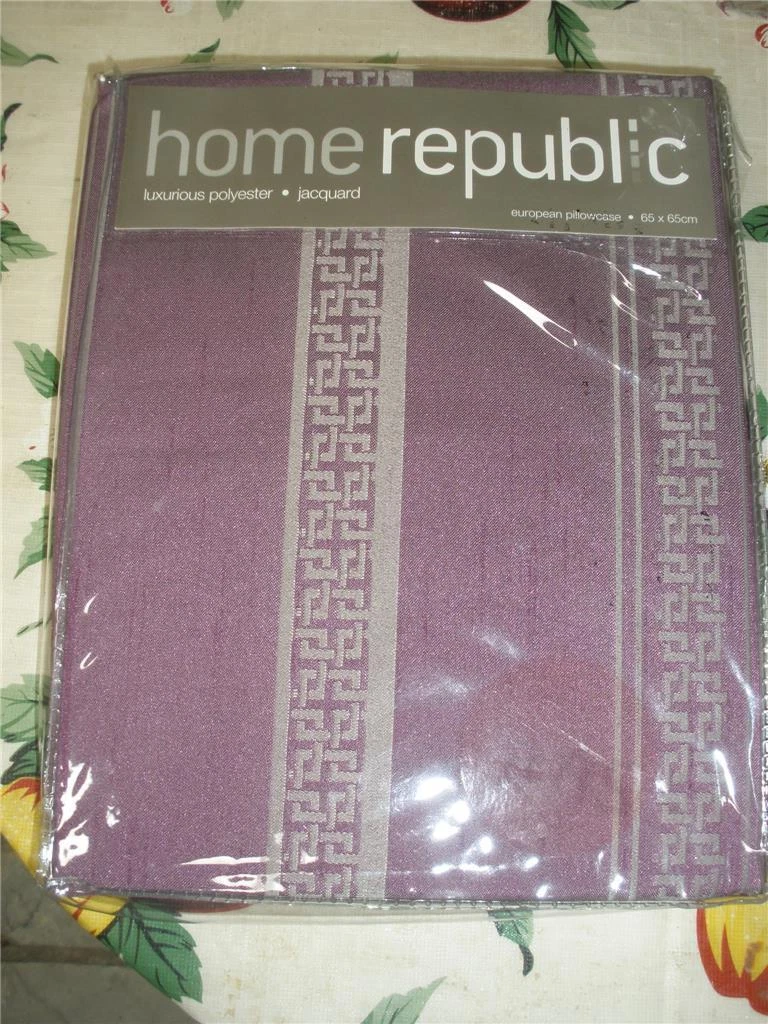 home republic
luxurious polyester • jacquard
european pillowcase • 65 x 65cm